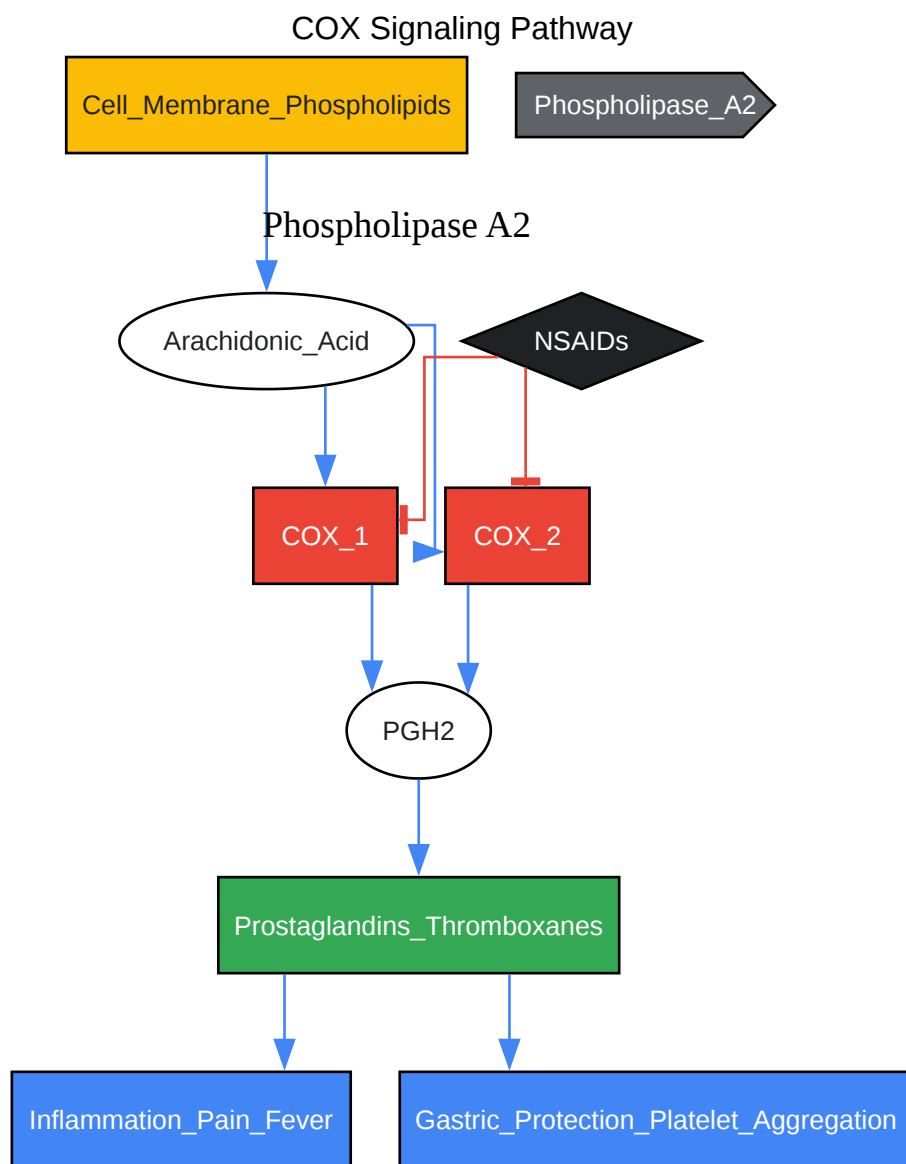 COX Signaling Pathway
Cell_Membrane_Phospholipids
Phospholipase_A2
Phospholipase A2
Arachidonic_Acid
NSAIDs
COX_1
COX_2
PGH2
Prostaglandins_Thromboxanes
Inflammation_Pain_Fever
Gastric_Protection_Platelet_Aggregation